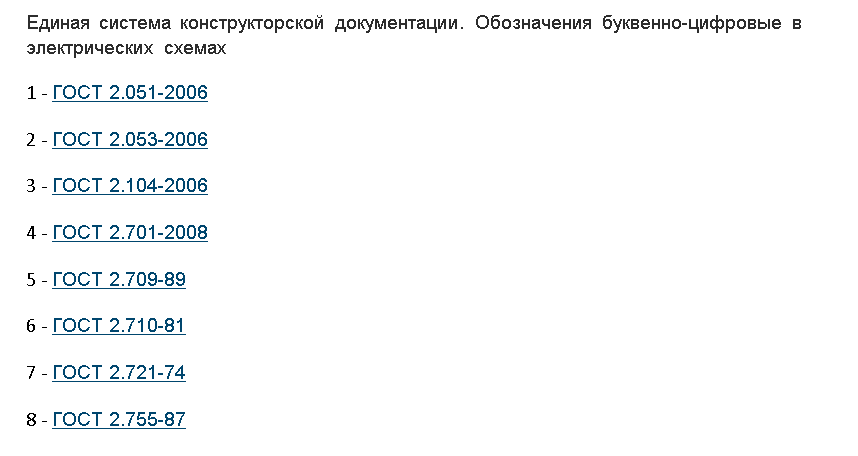 Единая система конструкторской документации. Обозначения буквенно-цифровые в
электрических схемах
1 - ГОСТ 2.051-2006
2 - ГОСТ 2.053-2006
3 - ГОСТ 2.104-2006
4 - ГОСТ 2.701-2008
5 - ГОСТ 2.709-89
6 - ГОСТ 2.710-81
7 - ГОСТ 2.721-74
8 - ГОСТ 2.755-87